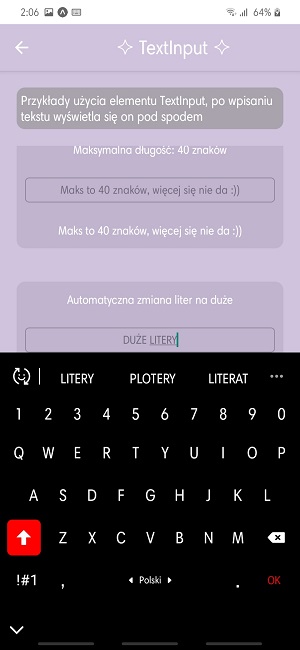 2:06 64%
TextInput
Przykłady użycia elementu TextInput, po wpisaniu
tekstu wyświetla się on pod spodem
Maksymalna długość: 40 znaków
Maks to 40 znaków, więcej się nie da :))
Maks to 40 znaków, więcej się nie da :))
Automatyczna zmiana liter na duże
DUŻE LITERY
LITERY PLOTERY LITERAT •••
1 2 3 4 5 6 7 8 9 0
Q W E R T Y U I O P
A S D F G H J K L
Z X C V B N M
!#1 , Polski . OK